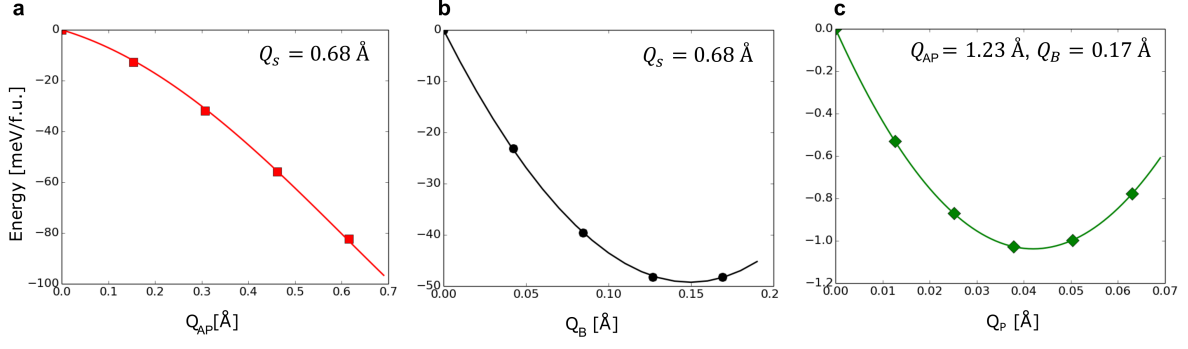 a
Energy [meV/f.u.]
0
−20
−40
−60
−80
−100
Qₛ = 0.68 Å
0.0 0.1 0.2 0.3 0.4 0.5 0.6 0.7
Q_AP[Å]
b
0
−10
−20
−30
−40
−50
Qₛ = 0.68 Å
0.00 0.05 0.10 0.15 0.2
Q_B [Å]
c
0.0
−0.2
−0.4
−0.6
−0.8
−1.0
−1.2
Q_AP = 1.23 Å, Q_B = 0.17 Å
0.00 0.01 0.02 0.03 0.04 0.05 0.06 0.07
Q_P [Å]